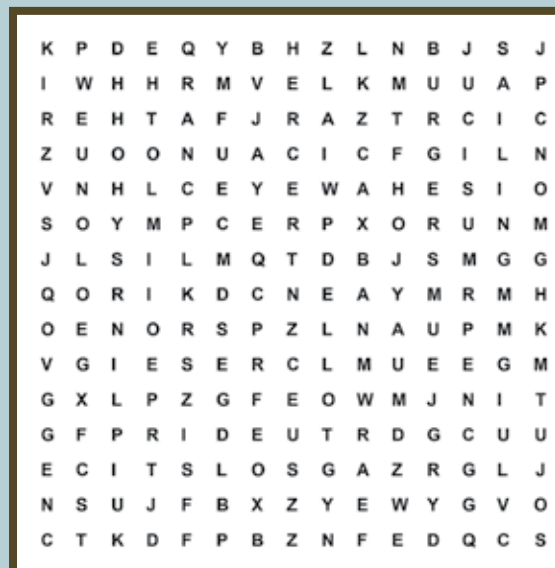 K P D E Q Y B H Z L N B J S J
I W H H R M V E L K M U U A P
R E H T A F J R A Z T R C I C
Z U O O N U A C I C F G I L N
V N H L C E Y E W A H E S I O
S O Y M P C E R P X O R U N M
J L S I L M Q T D B J S M G G
Q O R I K D C N E A Y M R M H
O E N O R S P Z L N A U P M K
V G I E S E R C L M U E E G M
G X L P Z G F E O W M J N I T
G F P R I D E U T R D G C U U
E C I T S L O S G A Z R G L J
N S U J F B X Z Y E W Y G V O
C T K D F P B Z N F E D Q C S